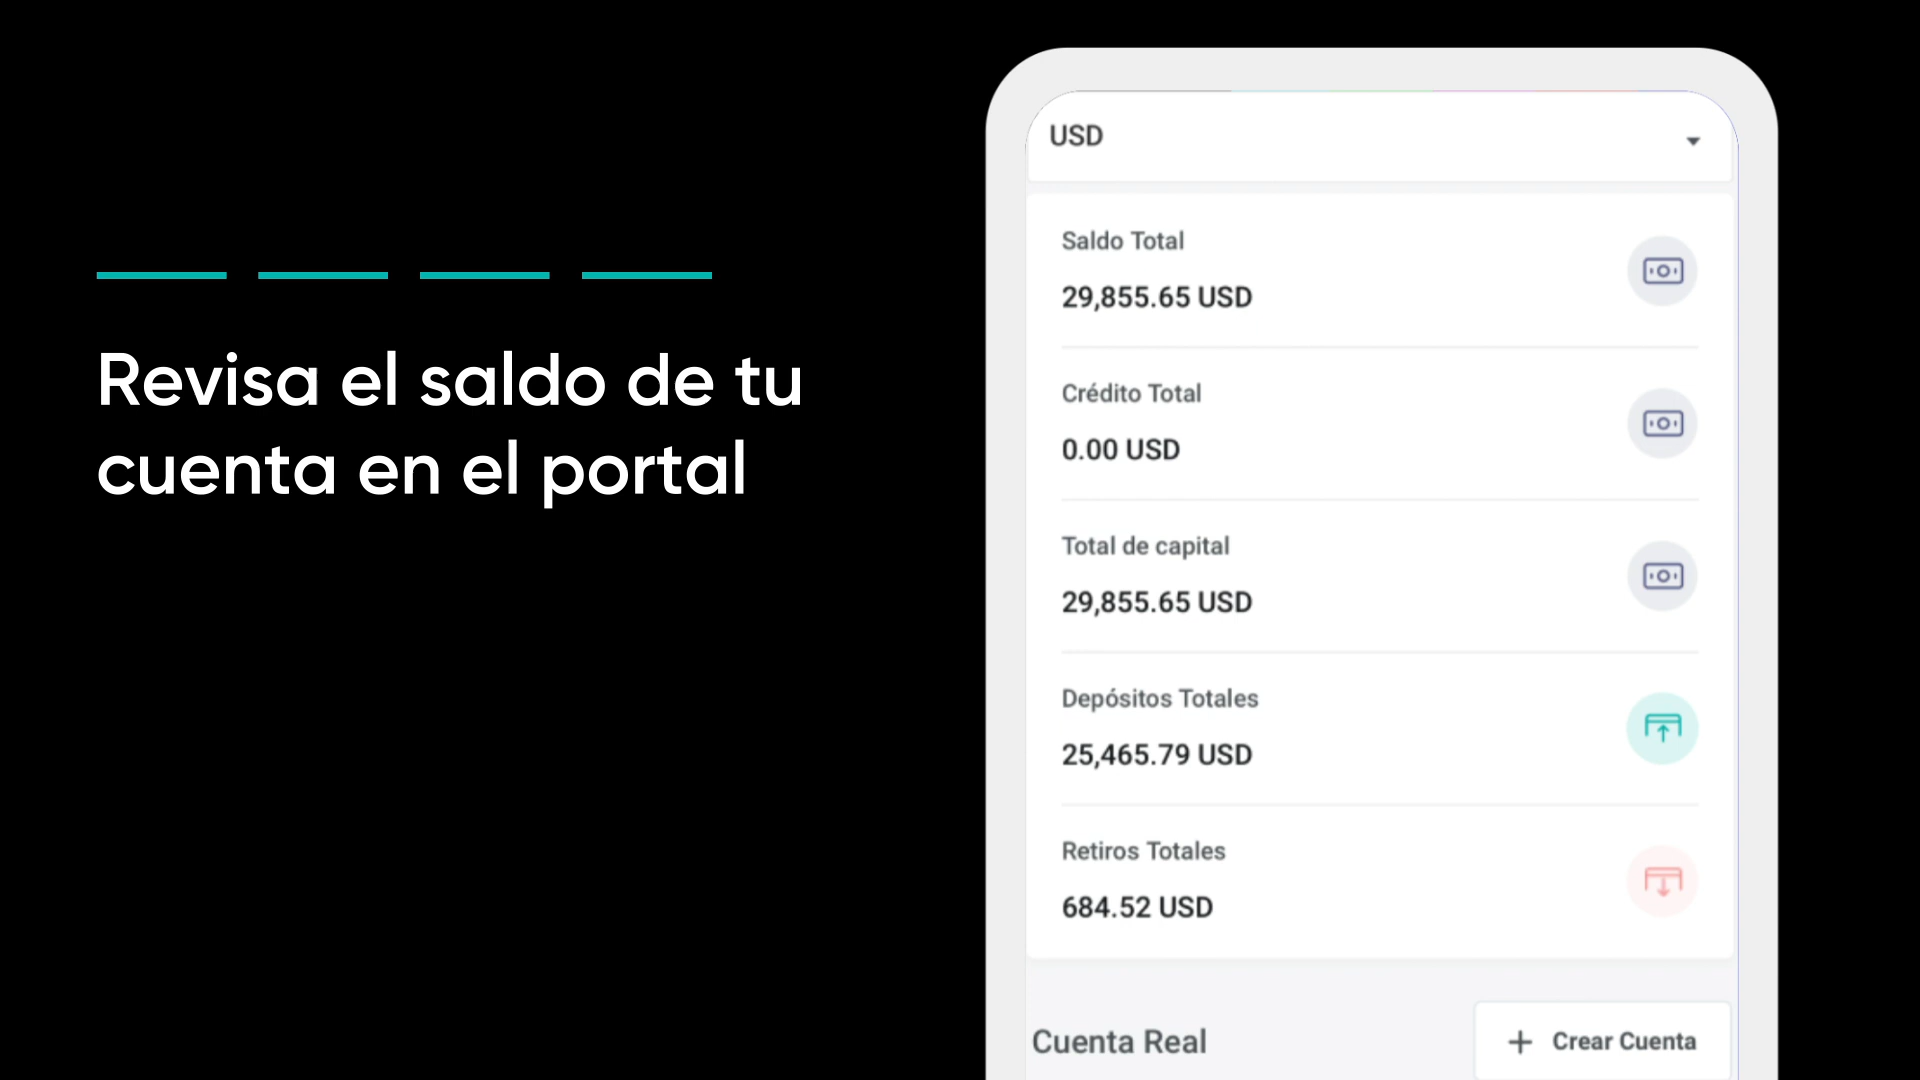 Revisa el saldo de tu
cuenta en el portal
USD
Saldo Total
29,855.65 USD
Crédito Total
0.00 USD
Total de capital
29,855.65 USD
Depósitos Totales
25,465.79 USD
Retiros Totales
684.52 USD
Cuenta Real
+ Crear Cuenta